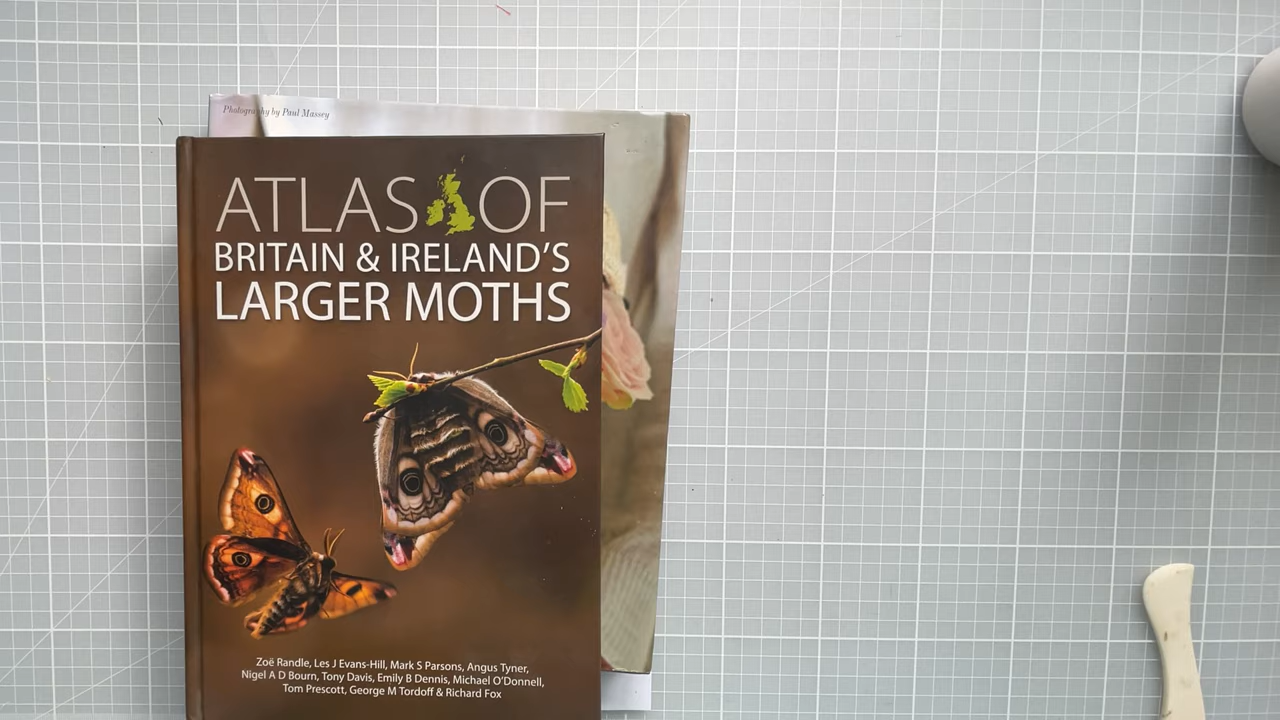 Photography by Paul Massey
ATLAS OF
BRITAIN & IRELAND'S
LARGER MOTHS
Zoë Randle, Les J Evans-Hill, Mark S Parsons, Angus Tyner,
Nigel A D Bourn, Tony Davis, Emily B Dennis, Michael O'Donnell,
Tom Prescott, George M Tordoff & Richard Fox